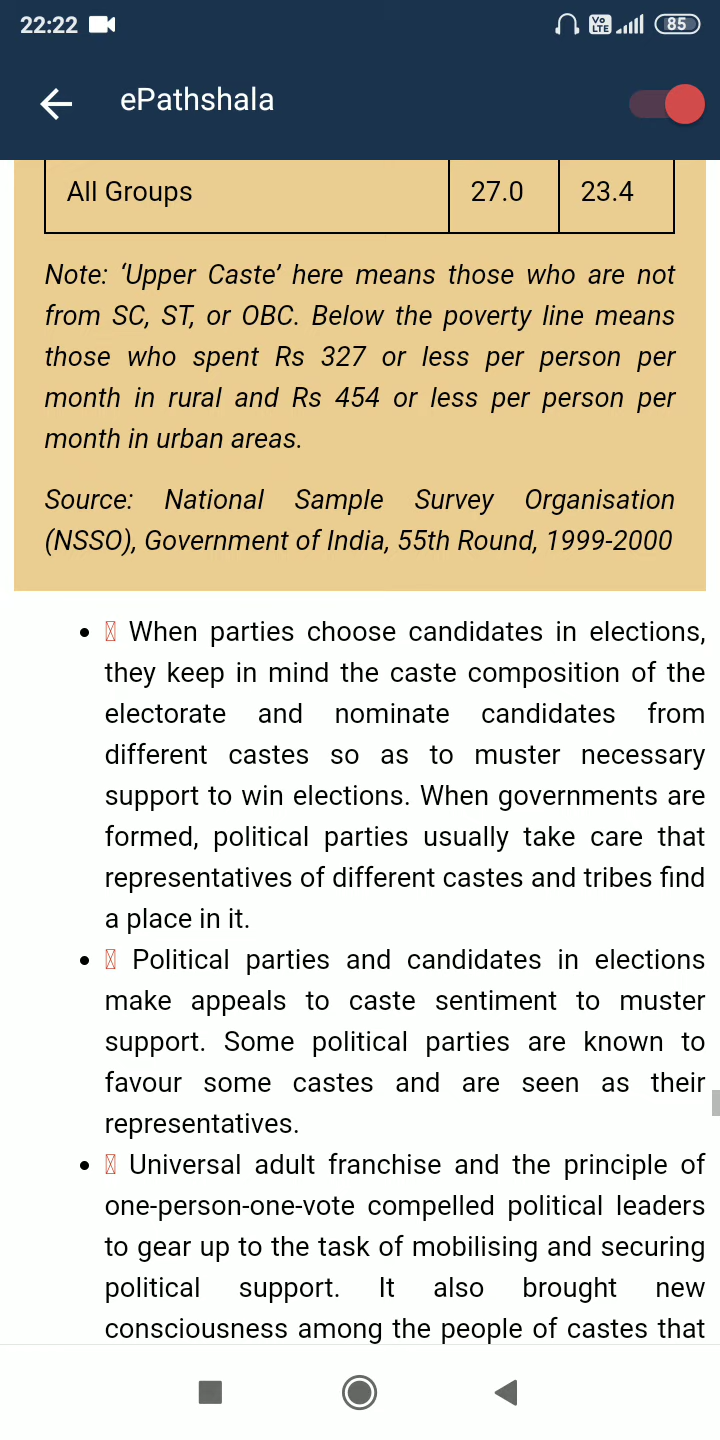 22:22
Vo LTE
85
ePathshala
All Groups 27.0 23.4
Note: ‘Upper Caste’ here means those who are not
from SC, ST, or OBC. Below the poverty line means
those who spent Rs 327 or less per person per
month in rural and Rs 454 or less per person per
month in urban areas.
Source: National Sample Survey Organisation
(NSSO), Government of India, 55th Round, 1999-2000
• When parties choose candidates in elections,
they keep in mind the caste composition of the
electorate and nominate candidates from
different castes so as to muster necessary
support to win elections. When governments are
formed, political parties usually take care that
representatives of different castes and tribes find
a place in it.
• Political parties and candidates in elections
make appeals to caste sentiment to muster
support. Some political parties are known to
favour some castes and are seen as their
representatives.
• Universal adult franchise and the principle of
one-person-one-vote compelled political leaders
to gear up to the task of mobilising and securing
political support. It also brought new
consciousness among the people of castes that